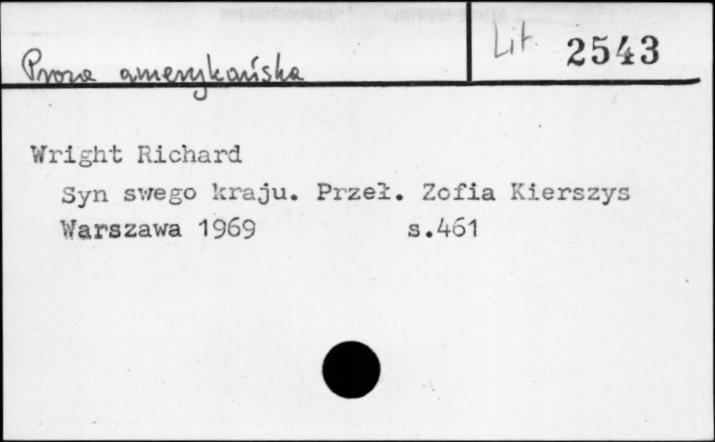 Proza amerykańska
Lit. 2543
Wright Richard
Syn swego kraju. Przeł. Zofia Kierszys
Warszawa 1969 s.461